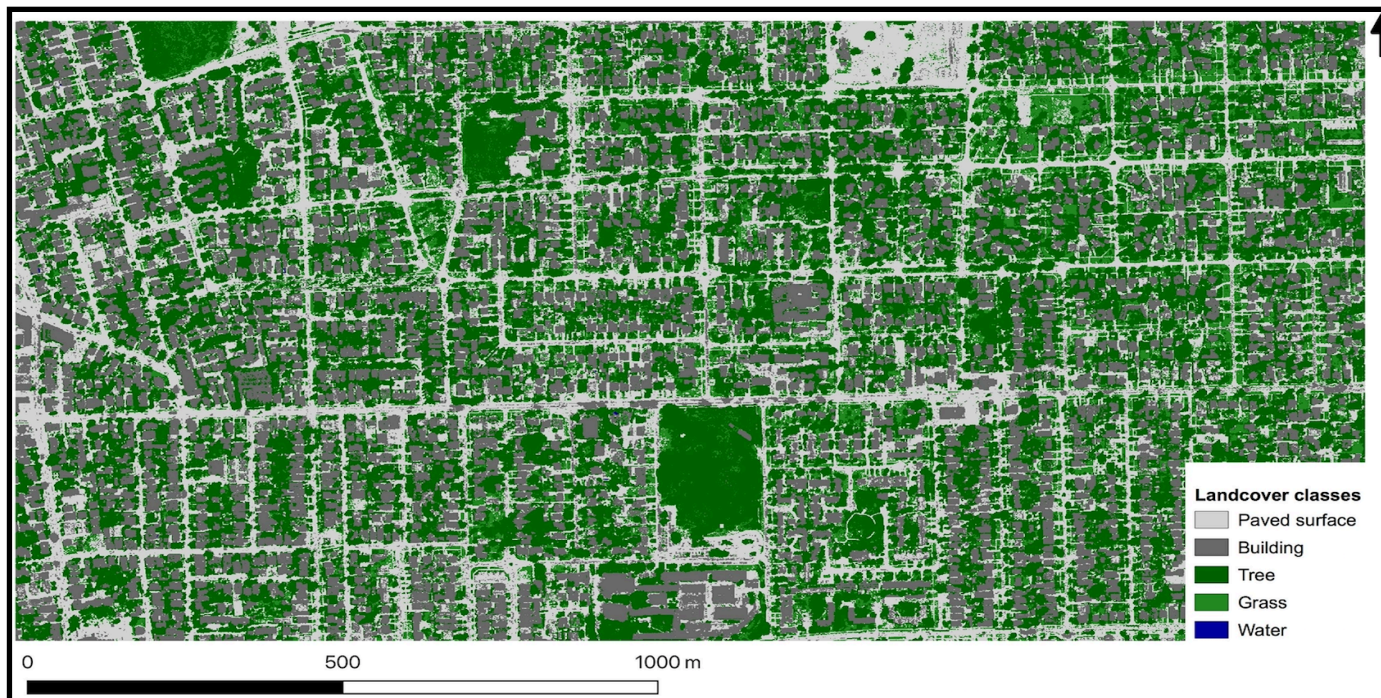 Landcover classes
Paved surface
Building
Tree
Grass
Water
0 500 1000 m